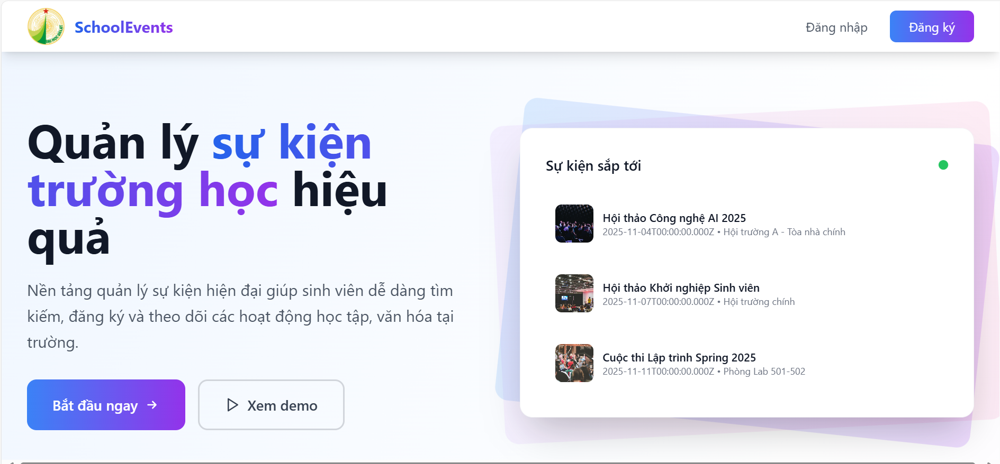 ĐẠI HỌC ĐÀ LẠT
SchoolEvents
Đăng nhập
Đăng ký
Quản lý sự kiện
trường học hiệu
quả
Nền tảng quản lý sự kiện hiện đại giúp sinh viên dễ dàng tìm
kiếm, đăng ký và theo dõi các hoạt động học tập, văn hóa tại
trường.
Bắt đầu ngay →
Xem demo
Sự kiện sắp tới
Hội thảo Công nghệ AI 2025
2025-11-04T00:00:00.000Z • Hội trường A - Tòa nhà chính
Hội thảo Khởi nghiệp Sinh viên
2025-11-07T00:00:00.000Z • Hội trường chính
Cuộc thi Lập trình Spring 2025
2025-11-11T00:00:00.000Z • Phòng Lab 501-502